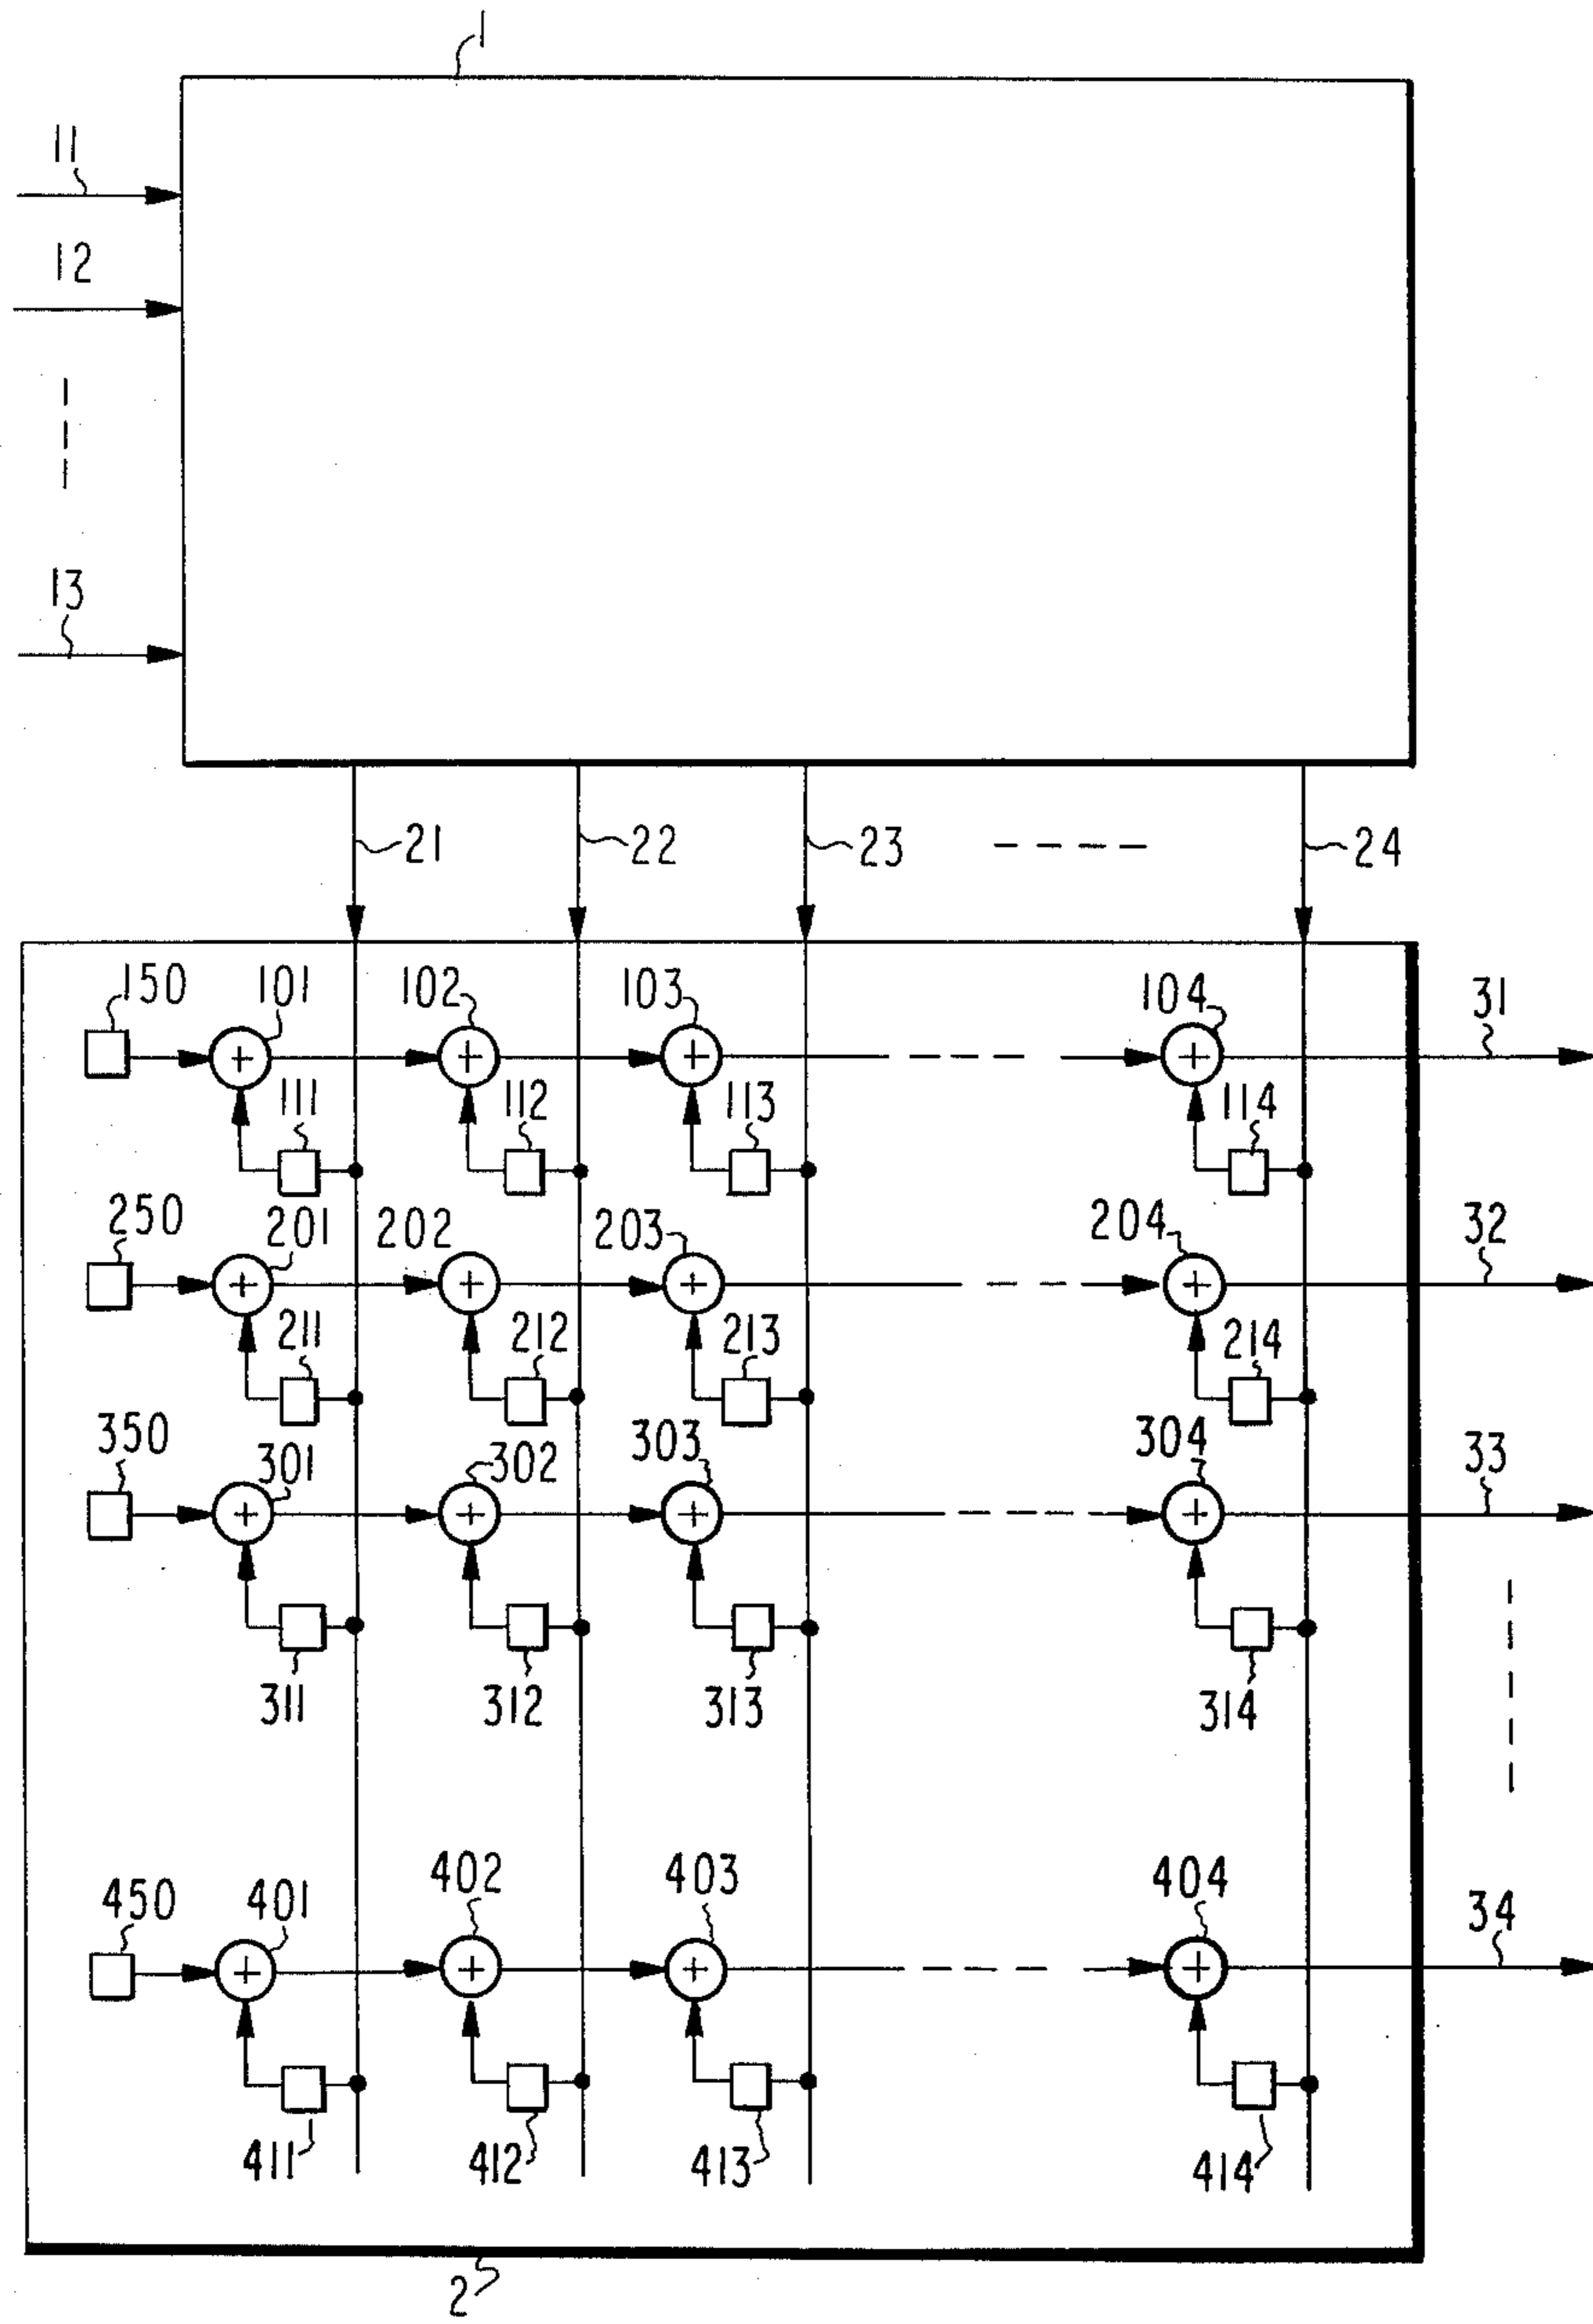 1
11
12
13
21 22 23 24
150 101 102 103 104 31
+ + + +
111 112 113 114
250 201 202 203 204 32
+ + + +
211 212 213 214
350 301 302 303 304 33
+ + + +
311 312 313 314
450 401 402 403 404 34
+ + + +
411 412 413 414
2